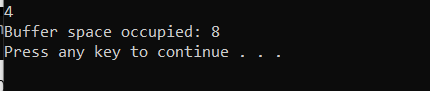 4
Buffer space occupied: 8
Press any key to continue . . .